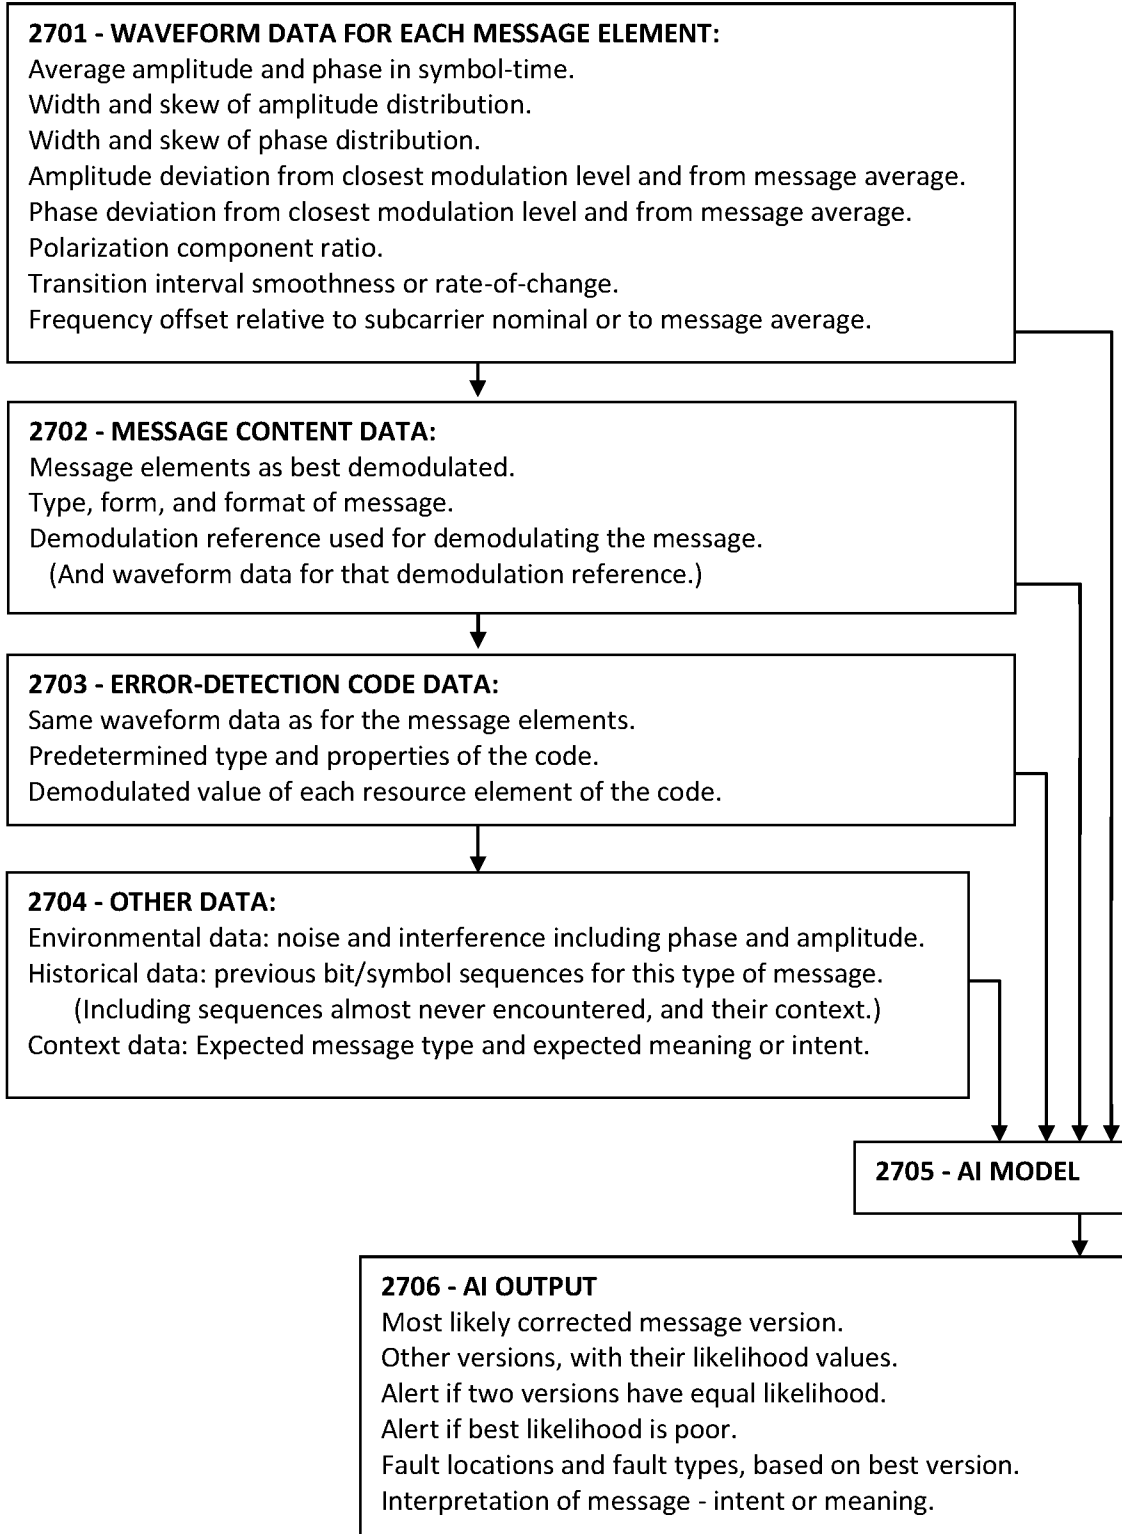 2701 - WAVEFORM DATA FOR EACH MESSAGE ELEMENT:
Average amplitude and phase in symbol-time.
Width and skew of amplitude distribution.
Width and skew of phase distribution.
Amplitude deviation from closest modulation level and from message average.
Phase deviation from closest modulation level and from message average.
Polarization component ratio.
Transition interval smoothness or rate-of-change.
Frequency offset relative to subcarrier nominal or to message average.
2702 - MESSAGE CONTENT DATA:
Message elements as best demodulated.
Type, form, and format of message.
Demodulation reference used for demodulating the message.
(And waveform data for that demodulation reference.)
2703 - ERROR-DETECTION CODE DATA:
Same waveform data as for the message elements.
Predetermined type and properties of the code.
Demodulated value of each resource element of the code.
2704 - OTHER DATA:
Environmental data: noise and interference including phase and amplitude.
Historical data: previous bit/symbol sequences for this type of message.
(Including sequences almost never encountered, and their context.)
Context data: Expected message type and expected meaning or intent.
2705 - AI MODEL
2706 - AI OUTPUT
Most likely corrected message version.
Other versions, with their likelihood values.
Alert if two versions have equal likelihood.
Alert if best likelihood is poor.
Fault locations and fault types, based on best version.
Interpretation of message - intent or meaning.